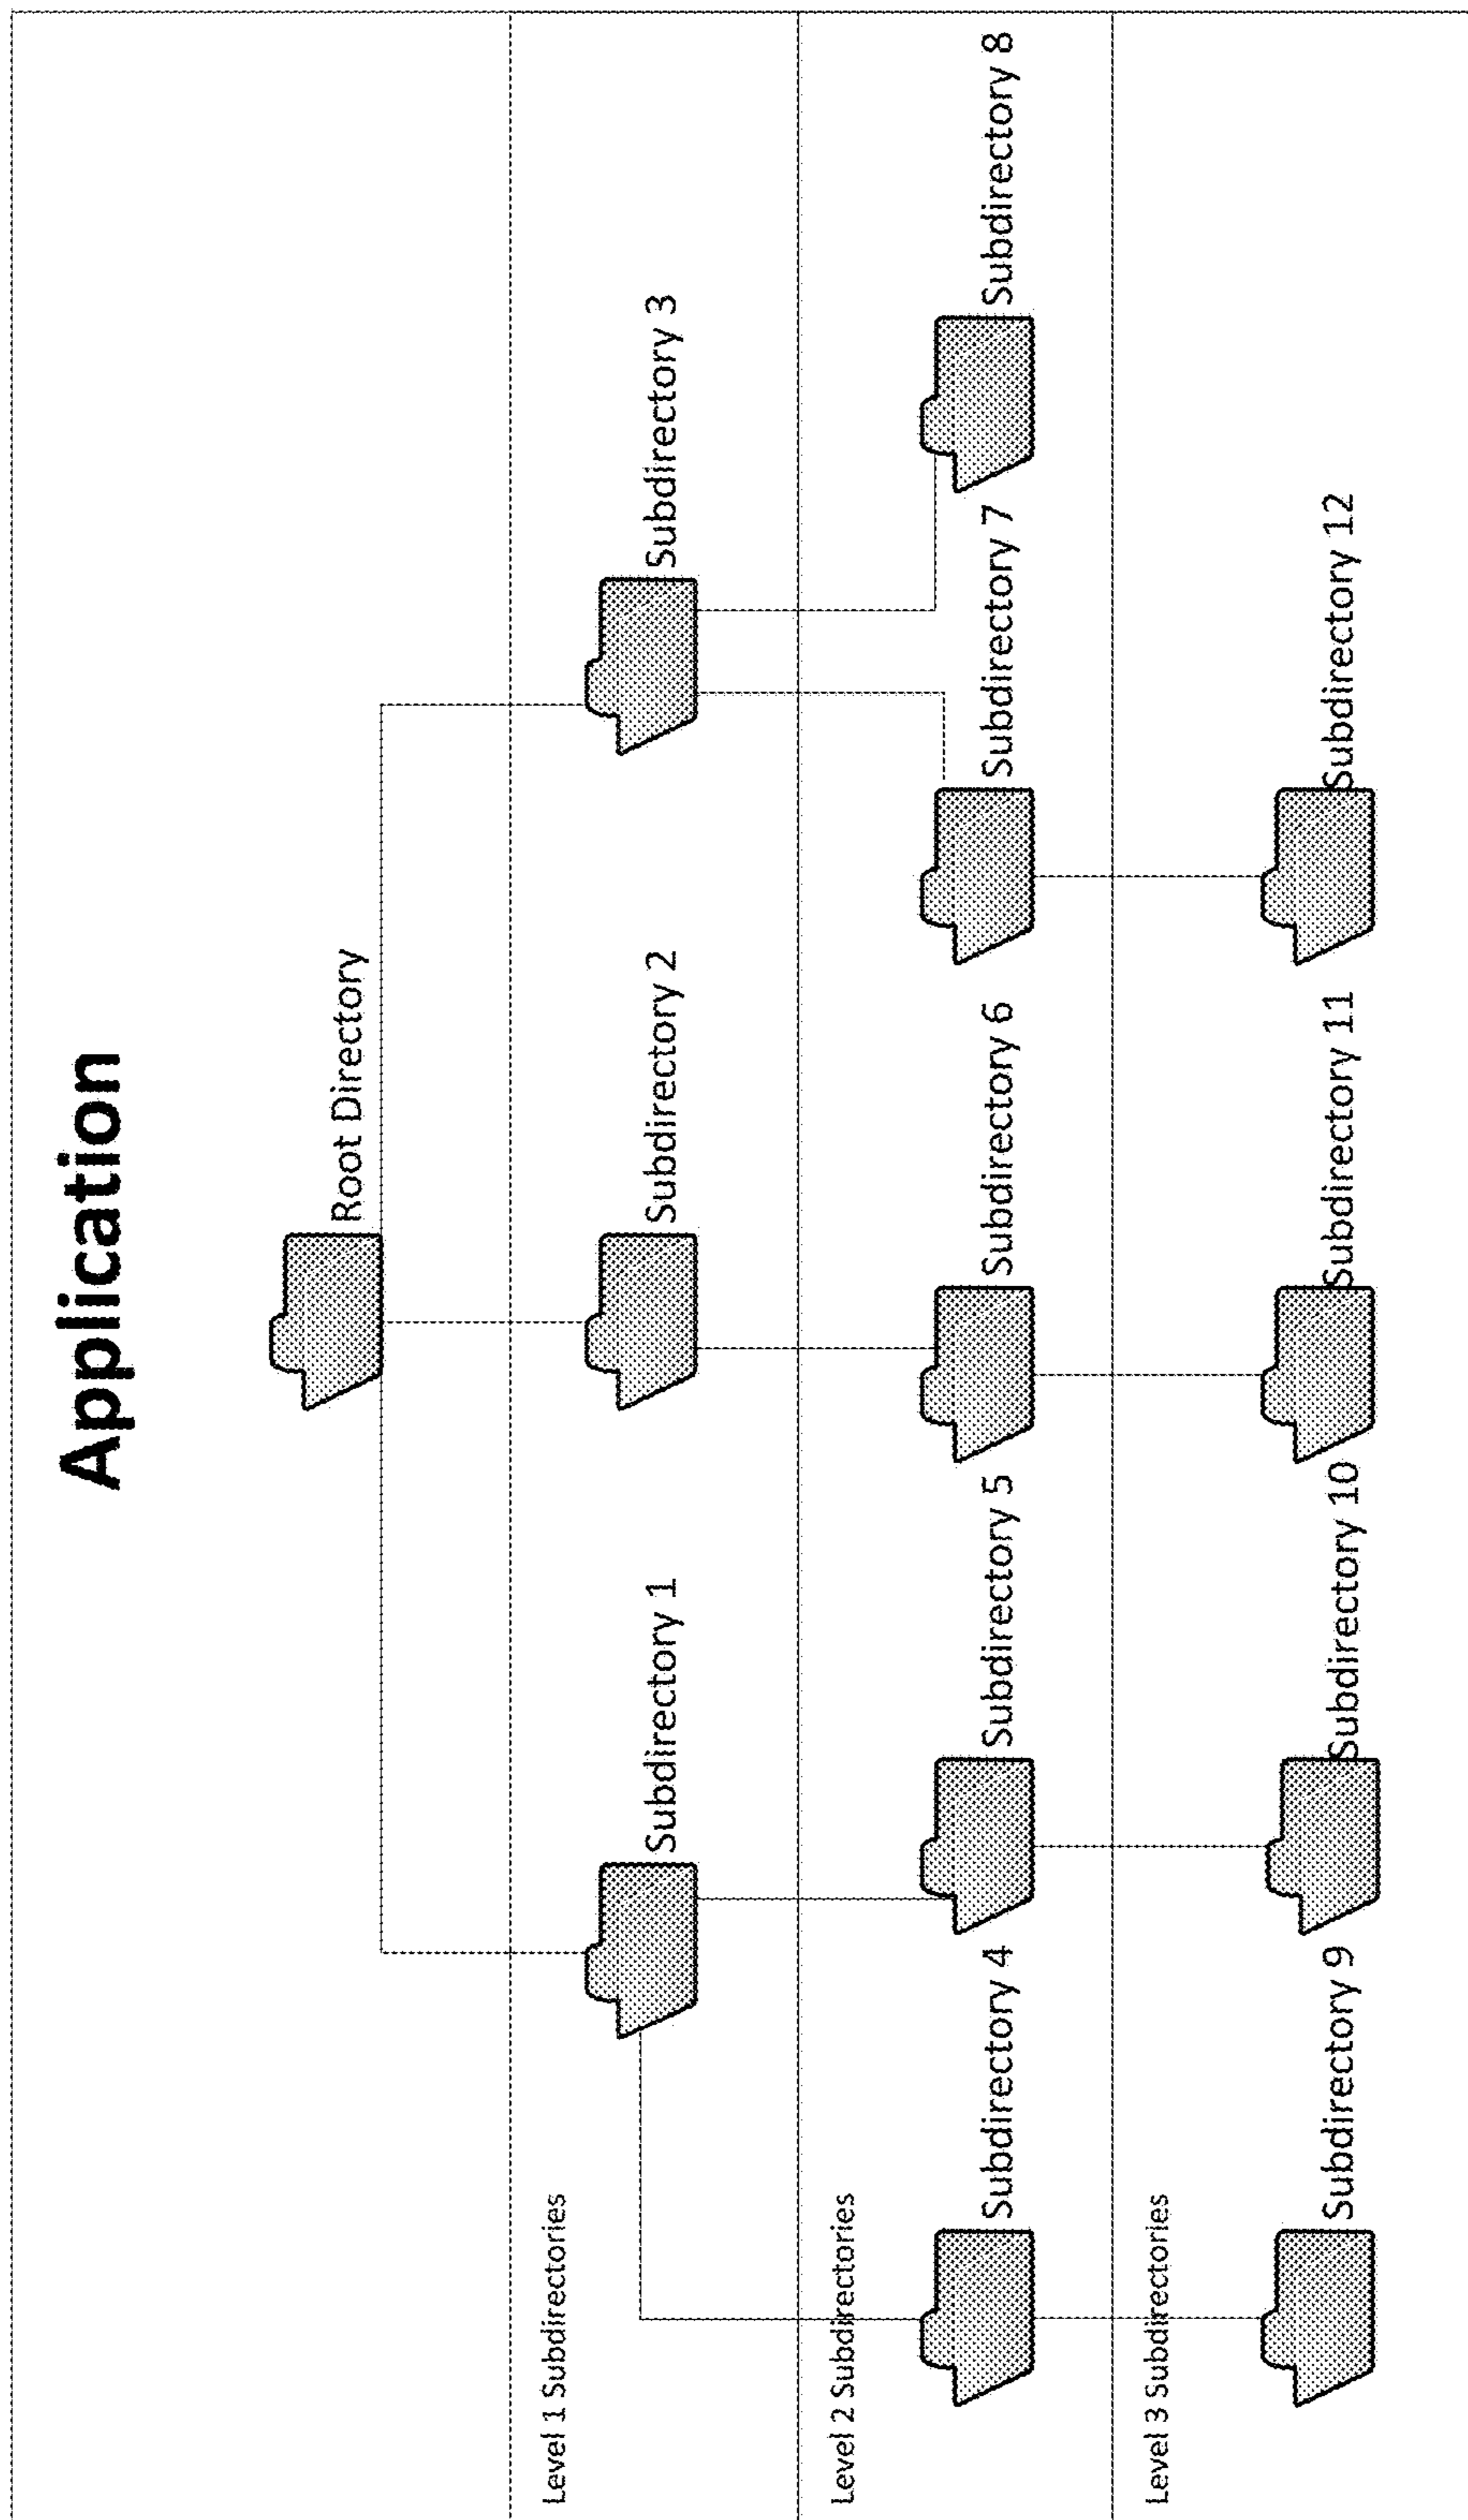 Application
Root Directory
Level 1 Subdirectories
Subdirectory 1
Subdirectory 2
Subdirectory 3
Level 2 Subdirectories
Subdirectory 4
Subdirectory 5
Subdirectory 6
Subdirectory 7
Subdirectory 8
Level 3 Subdirectories
Subdirectory 9
Subdirectory 10
Subdirectory 11
Subdirectory 12